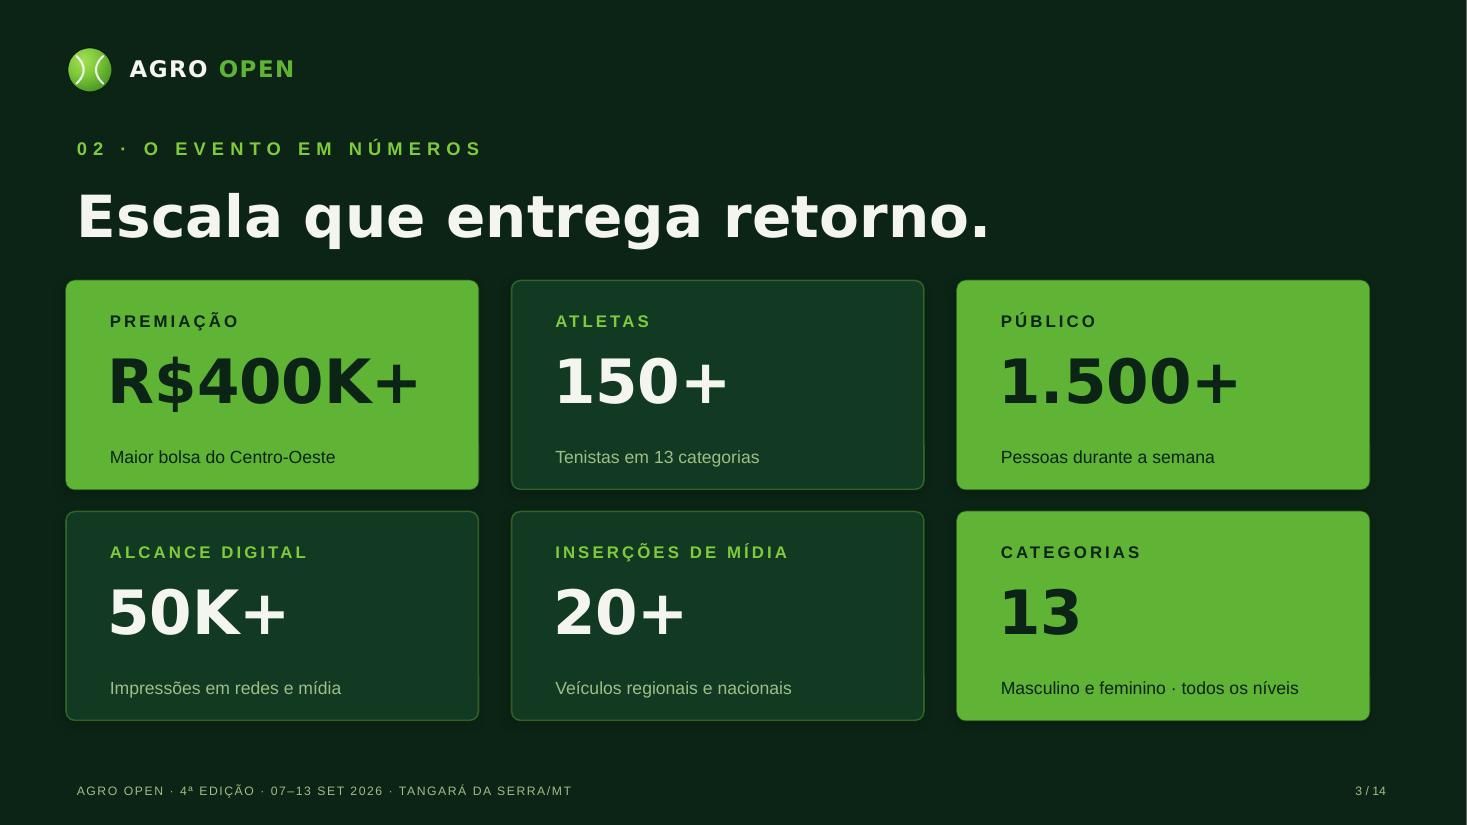 AGRO OPEN
02 · O EVENTO EM NÚMEROS
Escala que entrega retorno.
PREMIAÇÃO
R$400K+
Maior bolsa do Centro-Oeste
ATLETAS
150+
Tenistas em 13 categorias
PÚBLICO
1.500+
Pessoas durante a semana
ALCANCE DIGITAL
50K+
Impressões em redes e mídia
INSERÇÕES DE MÍDIA
20+
Veículos regionais e nacionais
CATEGORIAS
13
Masculino e feminino · todos os níveis
AGRO OPEN · 4ª EDIÇÃO · 07–13 SET 2026 · TANGARÁ DA SERRA/MT
3 / 14